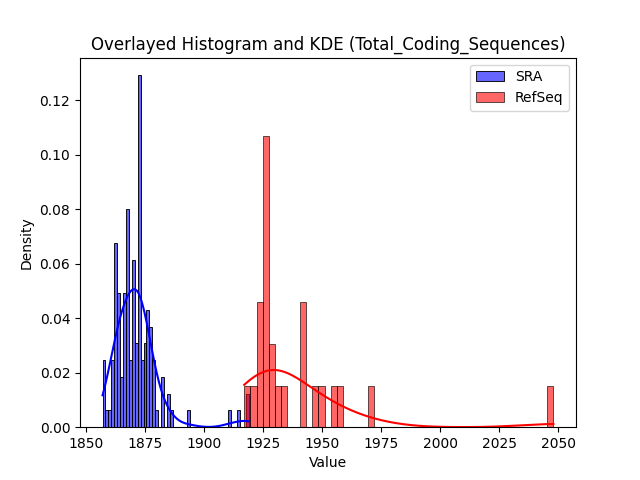 Overlayed Histogram and KDE (Total_Coding_Sequences)
SRA
RefSeq
0.12
0.10
0.08
0.06
0.04
0.02
0.00
Density
1850 1875 1900 1925 1950 1975 2000 2025 2050
Value